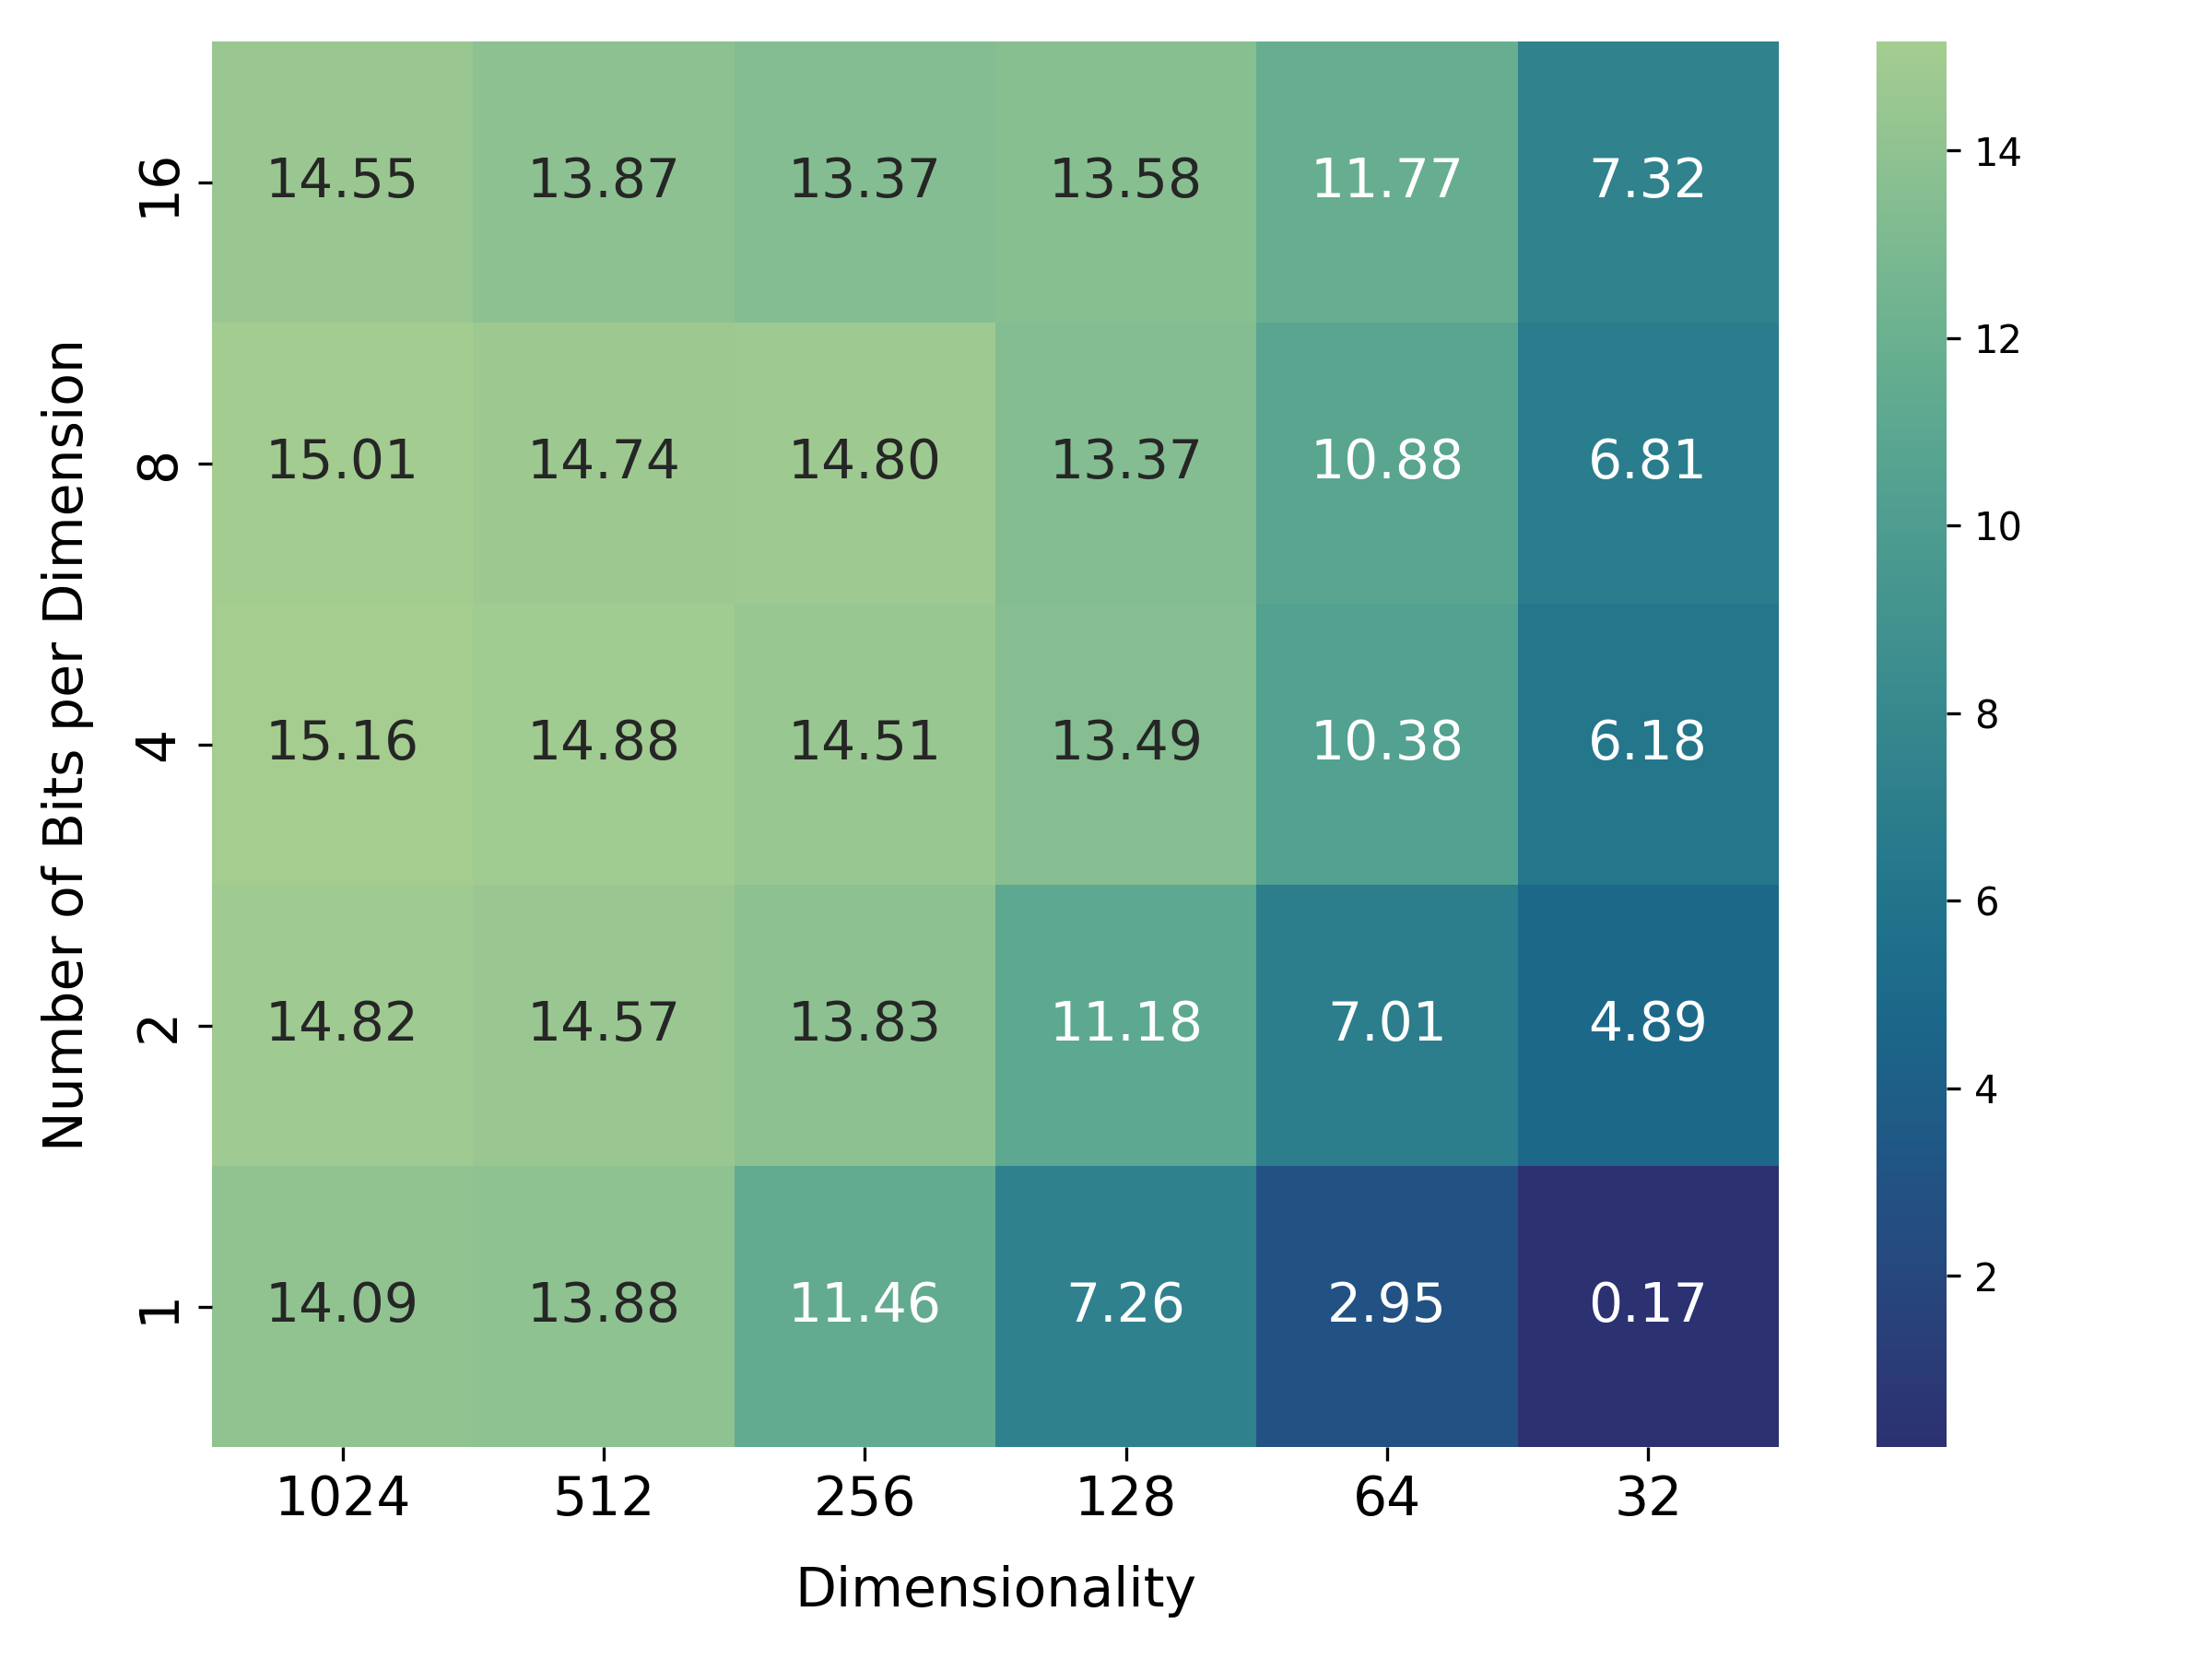 Number of Bits per Dimension
16 14.55 13.87 13.37 13.58 11.77 7.32
8 15.01 14.74 14.80 13.37 10.88 6.81
4 15.16 14.88 14.51 13.49 10.38 6.18
2 14.82 14.57 13.83 11.18 7.01 4.89
1 14.09 13.88 11.46 7.26 2.95 0.17
1024 512 256 128 64 32
Dimensionality
14
12
10
8
6
4
2